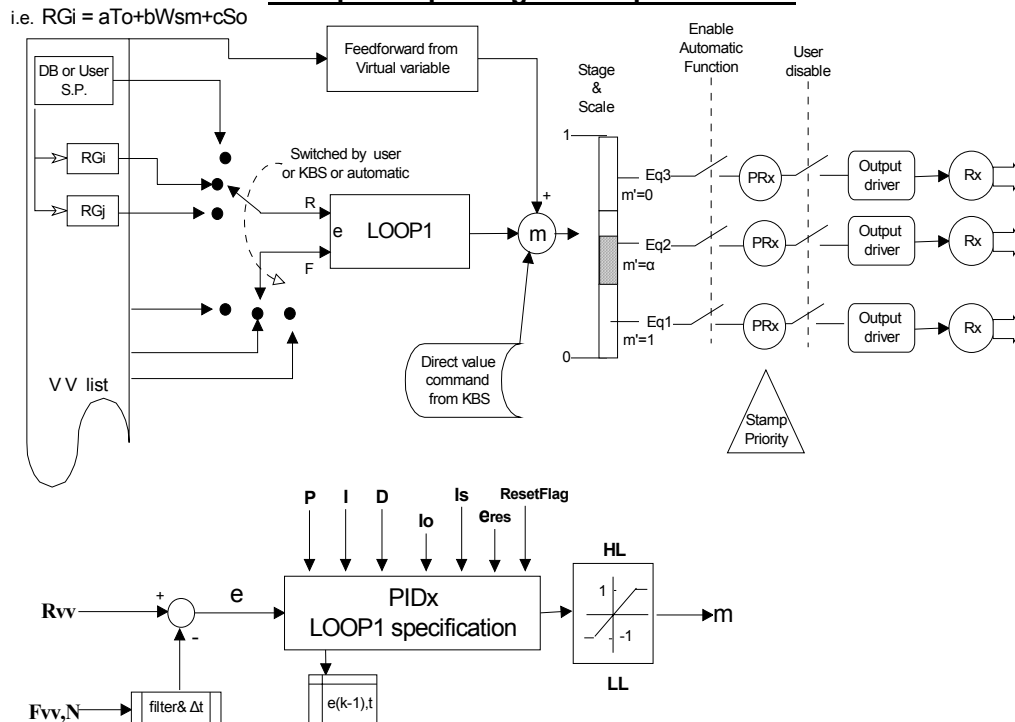 i.e. RGi = aTo+bWsm+cSo
DB or User
S.P.
RGi
RGj
V V list
Feedforward from
Virtual variable
Switched by user
or KBS or automatic
R
e
F
LOOP1
+
m
Direct value
command
from KBS
Stage
&
Scale
1
0
Enable
Automatic
Function
User
disable
Eq3
m'=0
PRx
Output
driver
Rx
Eq2
m'=α
PRx
Output
driver
Rx
Eq1
m'=1
PRx
Output
driver
Rx
Stamp
Priority
P
I
D
Io
Is
eres
ResetFlag
Rvv
+
-
e
PIDx
LOOP1 specification
HL
1
-1
LL
m
Fvv,N
filter& Δt
e(k-1),t